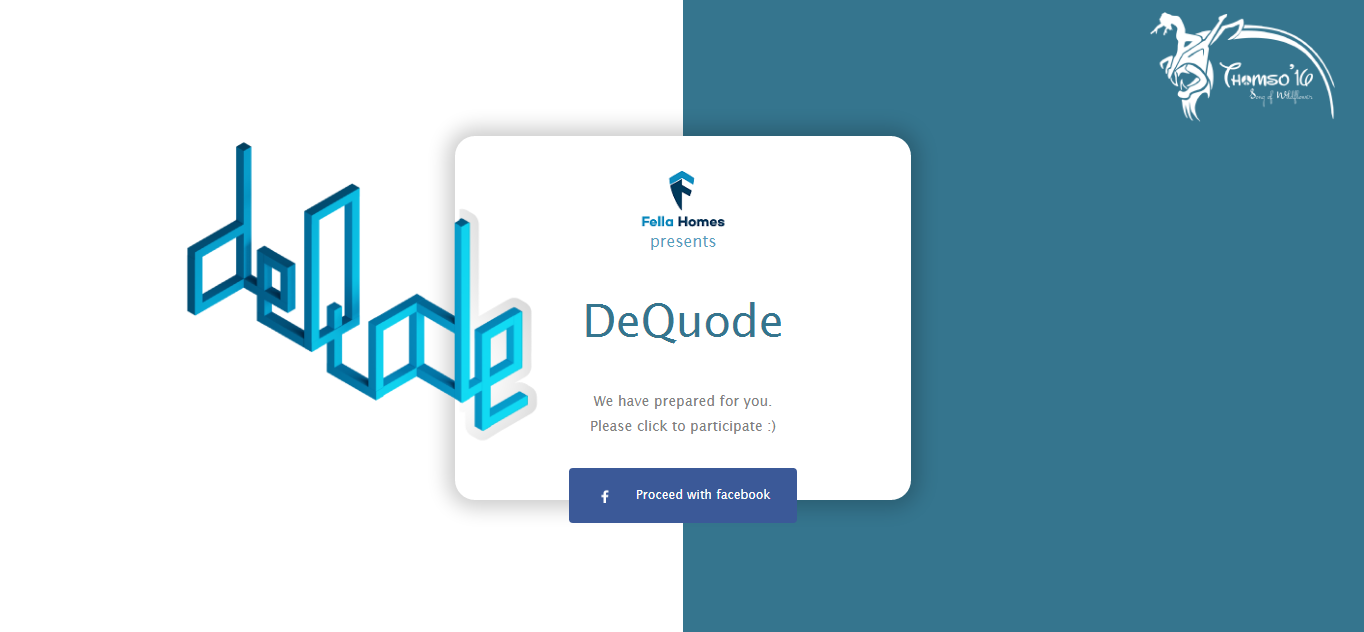 Thomso'16
Song of Wildflower
deQuode
Fella Homes
presents
DeQuode
We have prepared for you.
Please click to participate :)
f
Proceed with facebook